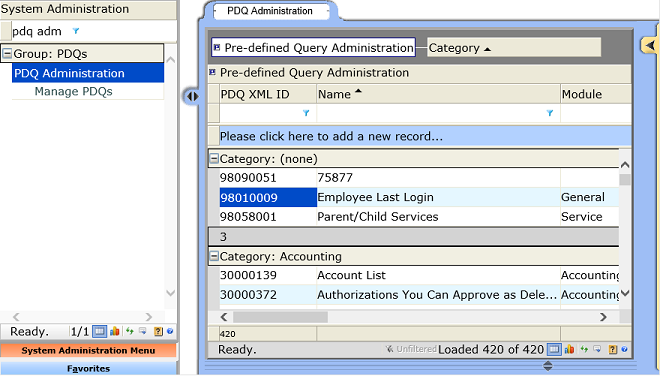 System Administration
pdq adm
Group: PDQs
PDQ Administration
Manage PDQs
Ready. 1/1
System Administration Menu
Favorites
PDQ Administration
Pre-defined Query Administration Category
Pre-defined Query Administration
PDQ XML ID Name Module
Please click here to add a new record...
Category: (none)
98090051 75877
98010009 Employee Last Login General
98058001 Parent/Child Services Service
3
Category: Accounting
30000139 Account List Accounting
30000372 Authorizations You Can Approve as Dele... Accounting
420
Ready. Unfiltered Loaded 420 of 420